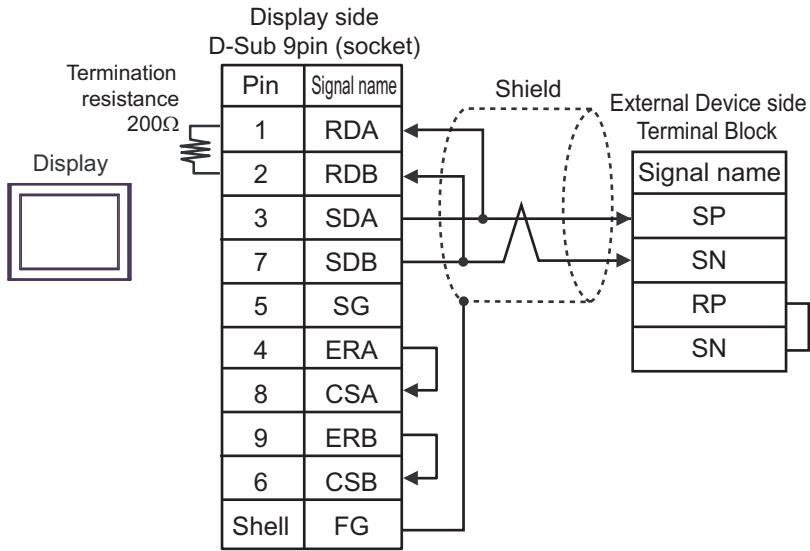 Display side
D-Sub 9pin (socket)
Termination
resistance
200Ω
Display
Pin Signal name
1 RDA
2 RDB
3 SDA
7 SDB
5 SG
4 ERA
8 CSA
9 ERB
6 CSB
Shell FG
Shield
External Device side
Terminal Block
Signal name
SP
SN
RP
SN